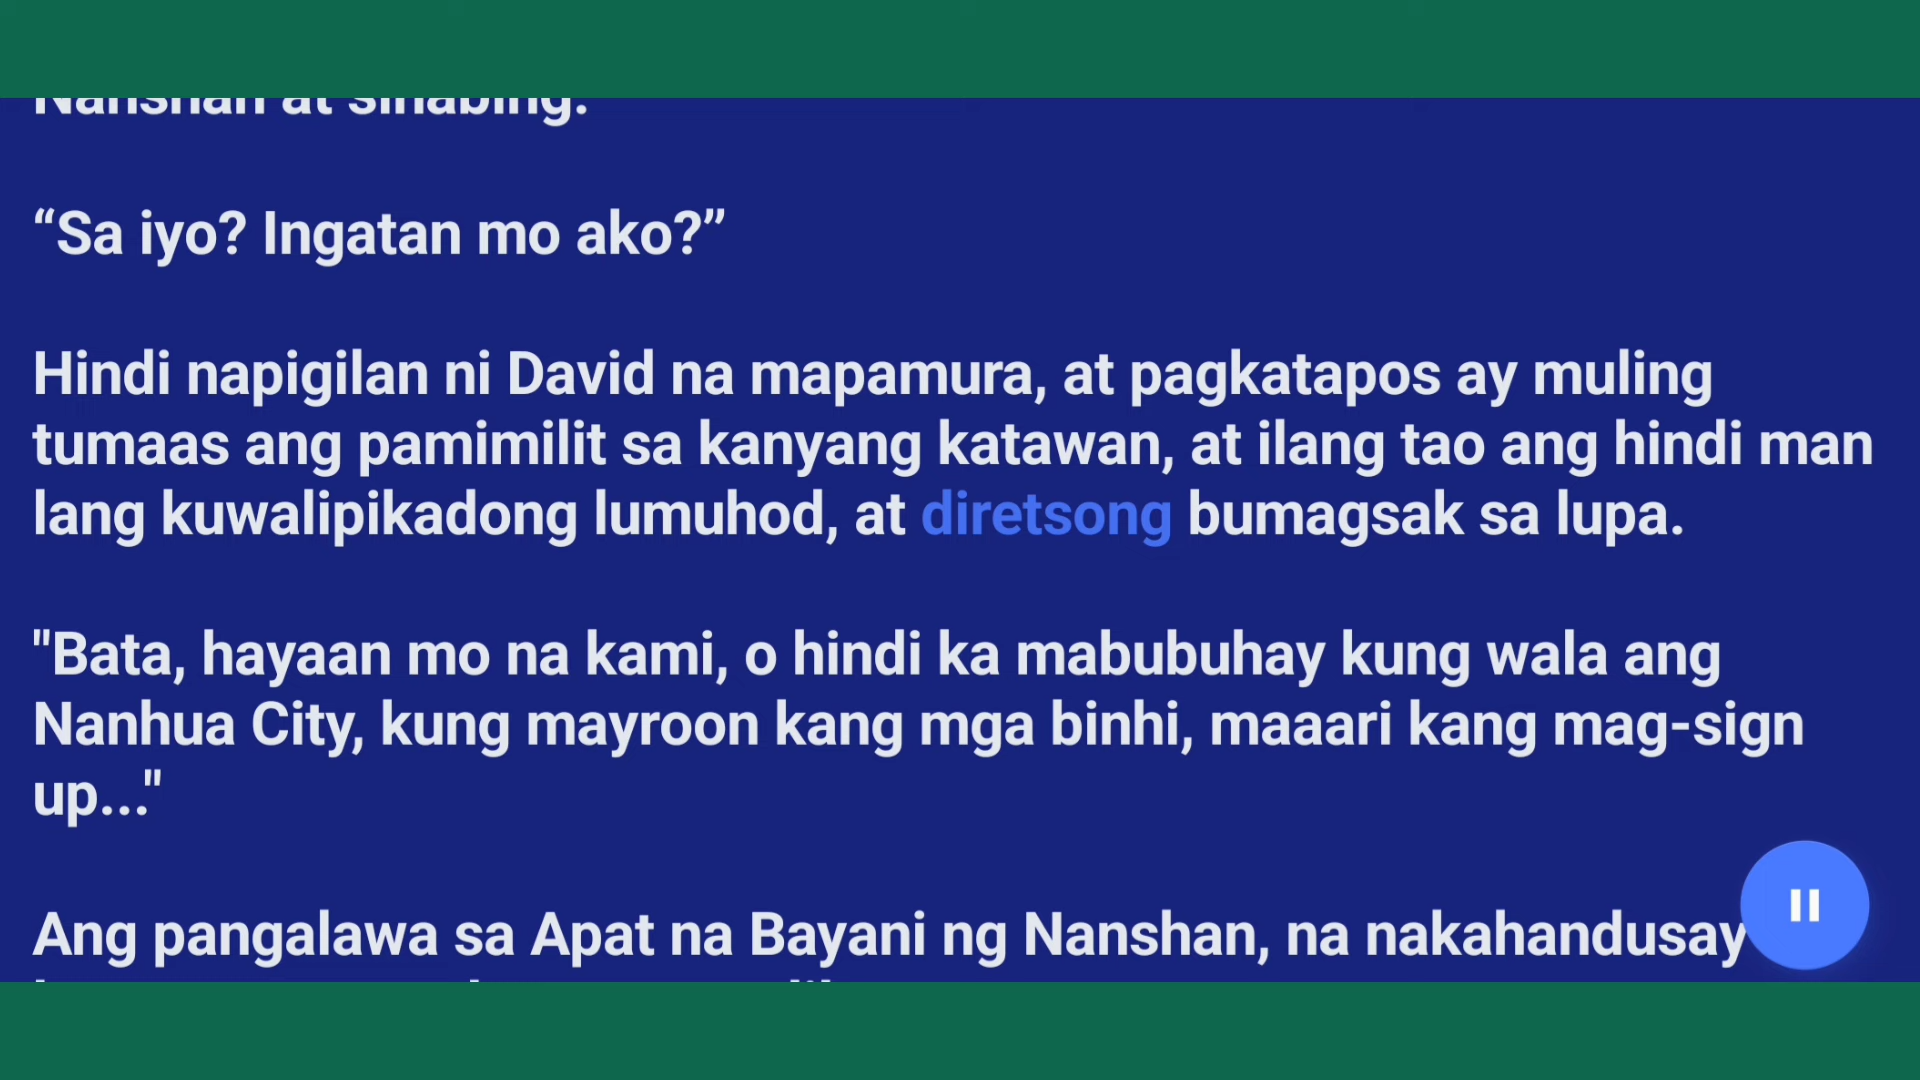 Nanshan at sinabing:
“Sa iyo? Ingatan mo ako?”
Hindi napigilan ni David na mapamura, at pagkatapos ay muling
tumaas ang pamimilit sa kanyang katawan, at ilang tao ang hindi man
lang kuwalipikadong lumuhod, at diretsong bumagsak sa lupa.
"Bata, hayaan mo na kami, o hindi ka mabubuhay kung wala ang
Nanhua City, kung mayroon kang mga binhi, maaari kang mag-sign
up..."
Ang pangalawa sa Apat na Bayani ng Nanshan, na nakahandusay